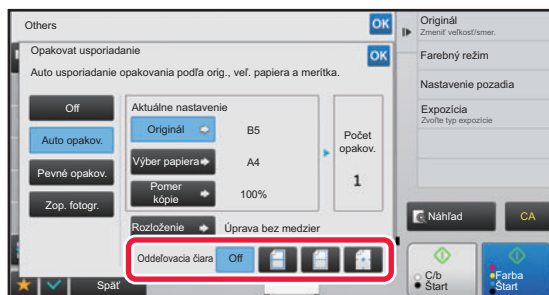 Others
OK
Opakovat usporiadanie
OK
Auto usporiadanie opakovania podľa orig., veľ. papiera a merítka.
Off
Auto opakov.
Pevné opakov.
Zop. fotogr.
Aktuálne nastavenie
Originál
B5
Výber papiera
A4
Pomer
kópie
100%
Počet
opakov.
1
Rozloženie
Úprava bez medzier
Oddeľovacia čiara
Off
Späť
Originál
Zmeniť veľkosť/smer.
Farebný režim
Nastavenie pozadia
Expozícia
Zvoľte typ expozície
Náhľad
CA
C/b
Štart
Farba
Štart